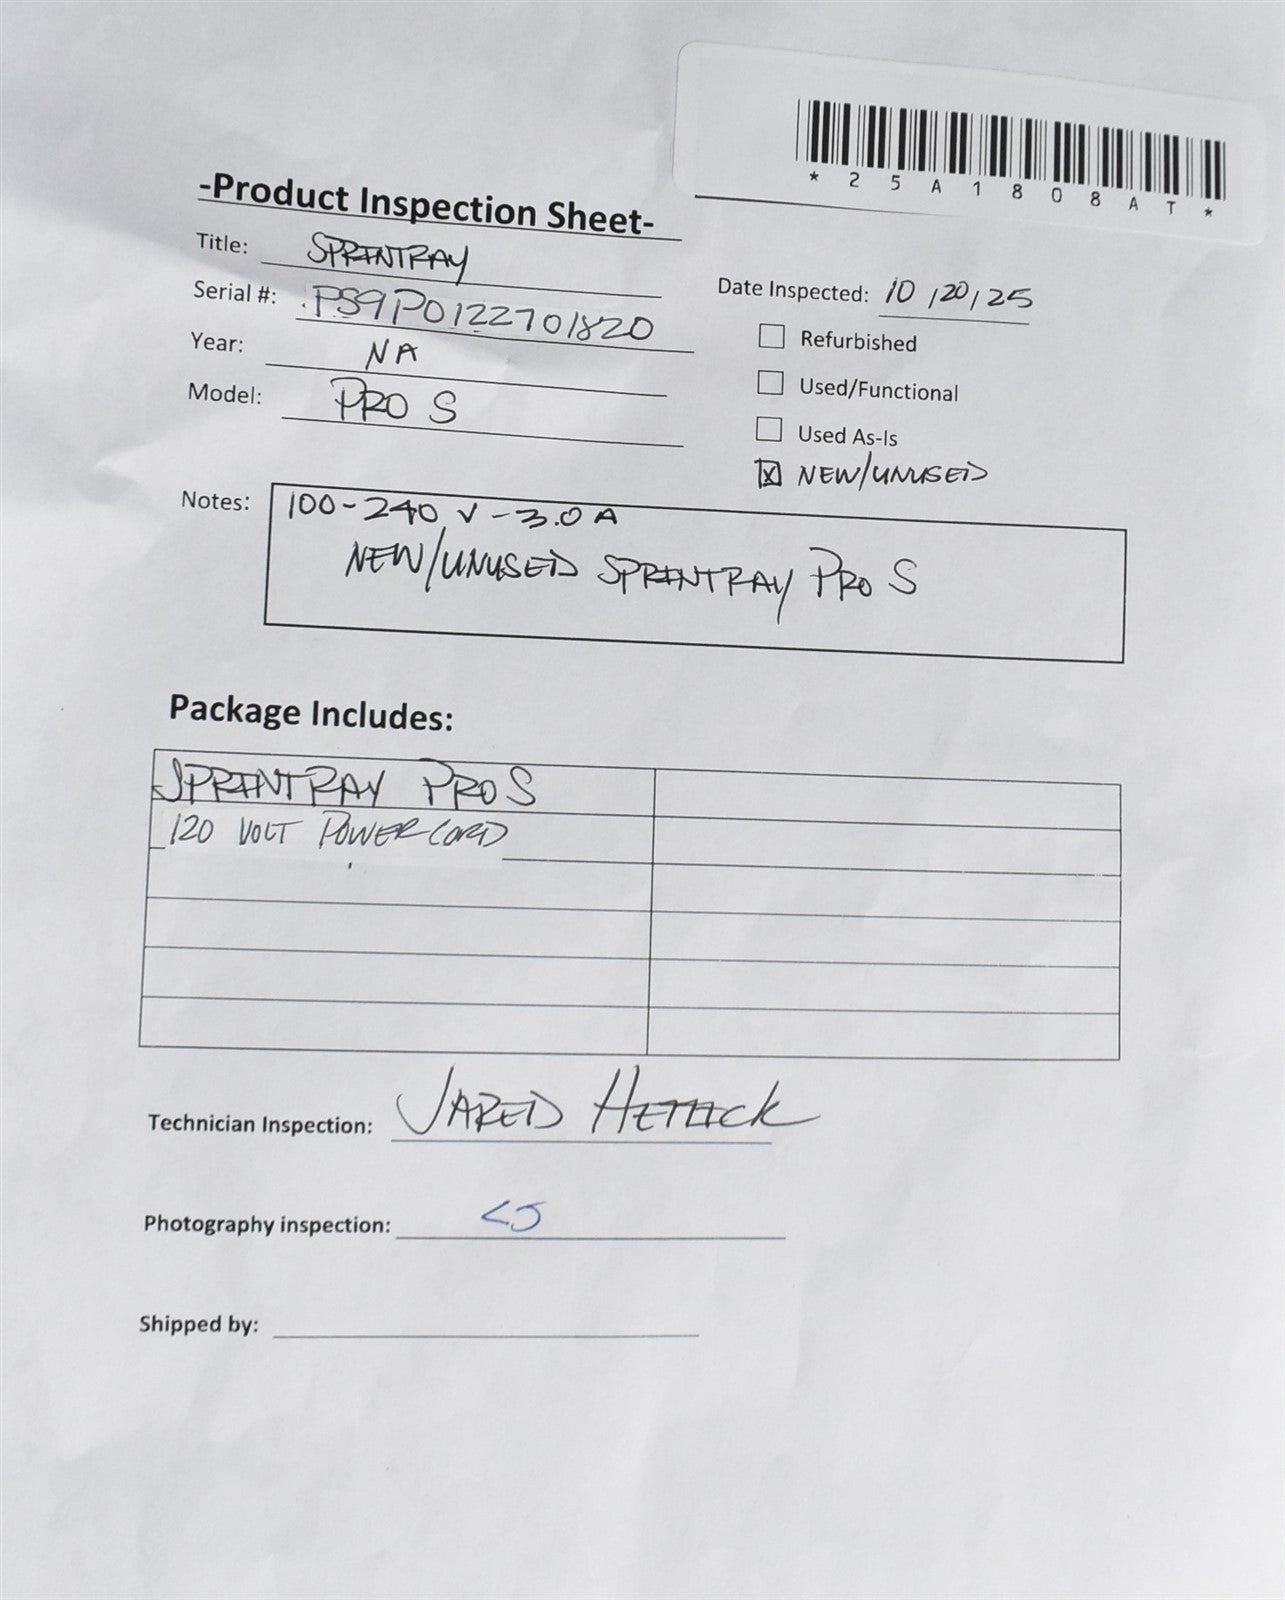 *25A1808AT*
-Product Inspection Sheet-
Title: SPRINTRAY
Serial #: PS9P0122701820
Year: NA
Model: PRO S
Date Inspected: 10/20/25
Refurbished
Used/Functional
Used As-Is
NEW/UNUSED
Notes: 100-240 V - 3.0 A
NEW/UNUSED SPRINTRAY PRO S
Package Includes:
SPRINTRAY PRO S
120 VOLT POWER CORD
Technician Inspection: JARED
Photography inspection:
Shipped by: